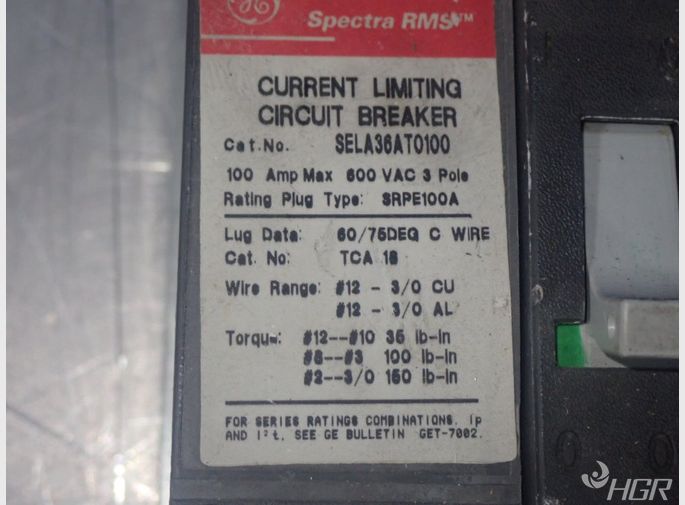 GE
Spectra RMS™
CURRENT LIMITING
CIRCUIT BREAKER
Cat.No. SELA36AT0100
100 Amp Max 600 VAC 3 Pole
Rating Plug Type: SRPE100A
Lug Data: 60/75DEG C WIRE
Cat. No: TCA 18
Wire Range: #12 - 3/0 CU
#12 - 3/0 AL
Torque: #12--#10 35 lb-in
#8--#3 100 lb-in
#2--3/0 150 lb-in
FOR SERIES RATINGS COMBINATIONS. Ip
AND I²t, SEE GE BULLETIN GET-7002.
HGR